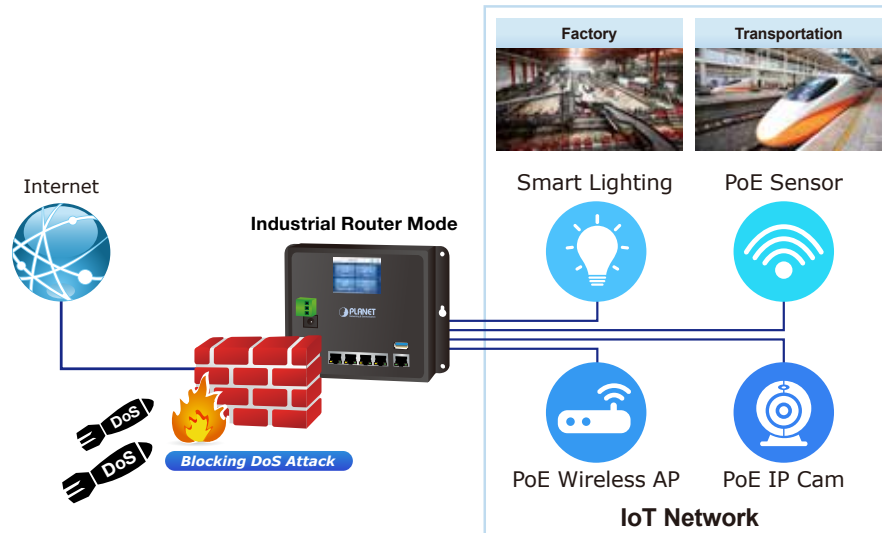 Factory
Transportation
Internet
Smart Lighting
PoE Sensor
Industrial Router Mode
PLANET
DoS
DoS
Blocking DoS Attack
PoE Wireless AP
PoE IP Cam
IoT Network